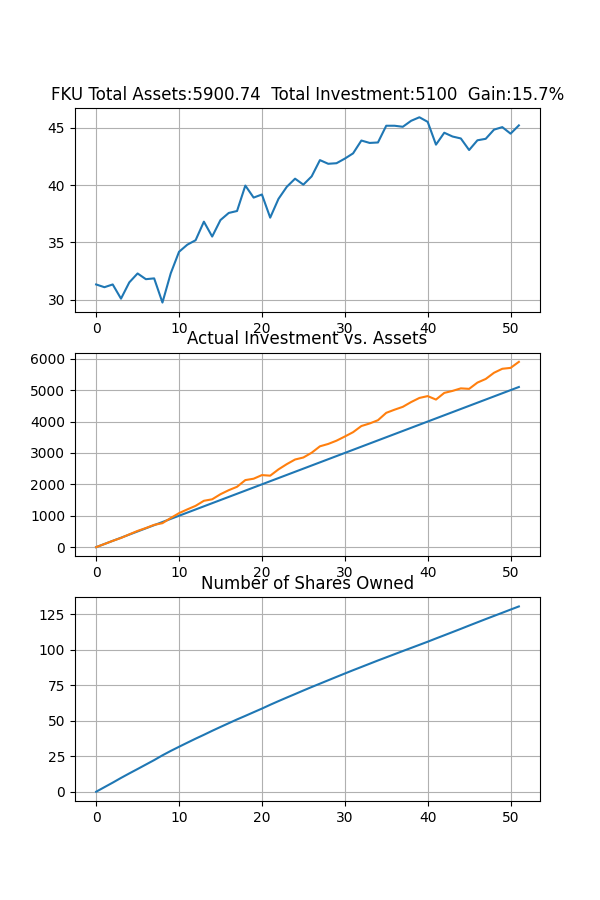 FKU Total Assets:5900.74  Total Investment:5100  Gain:15.7%
45
40
35
30
0 10 20 30 40 50
Actual Investment vs. Assets
6000
5000
4000
3000
2000
1000
0
0 10 20 30 40 50
Number of Shares Owned
125
100
75
50
25
0
0 10 20 30 40 50